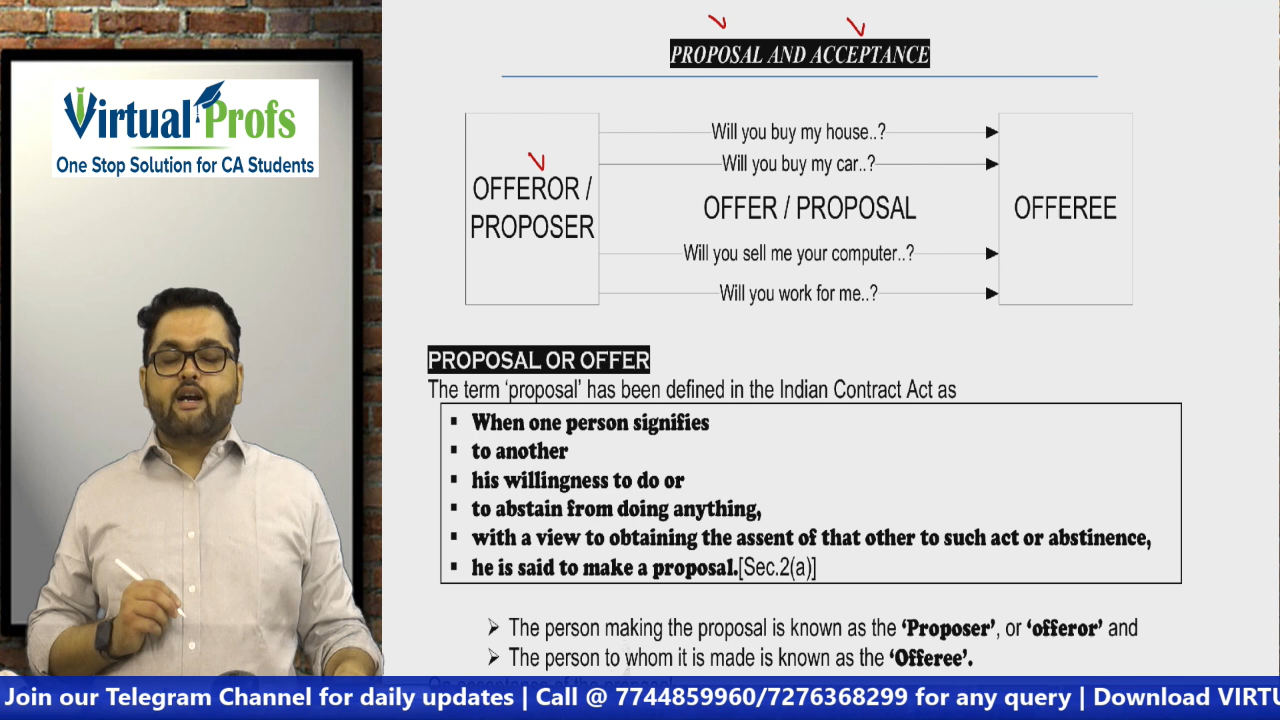 Virtual Profs
One Stop Solution for CA Students
PROPOSAL AND ACCEPTANCE
OFFEROR /
PROPOSER
Will you buy my house..?
Will you buy my car..?
OFFER / PROPOSAL
Will you sell me your computer..?
Will you work for me..?
OFFEREE
PROPOSAL OR OFFER
The term ‘proposal’ has been defined in the Indian Contract Act as
▪ When one person signifies
▪ to another
▪ his willingness to do or
▪ to abstain from doing anything,
▪ with a view to obtaining the assent of that other to such act or abstinence,
▪ he is said to make a proposal.[Sec.2(a)]
➢ The person making the proposal is known as the ‘Proposer’, or ‘offeror’ and
➢ The person to whom it is made is known as the ‘Offeree’.
Join our Telegram Channel for daily updates | Call @ 7744859960/7276368299 for any query | Download VIRTU